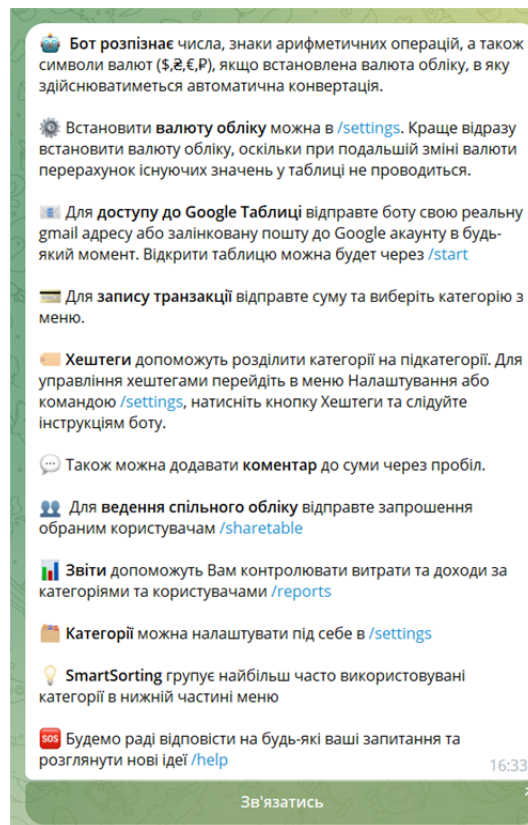 🤖 Бот розпізнає числа, знаки арифметичних операцій, а також
символи валют ($,₴,€,₽), якщо встановлена валюта обліку, в яку
здійснюватиметься автоматична конвертація.
⚙️ Встановити валюту обліку можна в /settings. Краще відразу
встановити валюту обліку, оскільки при подальшій зміні валюти
перерахунок існуючих значень у таблиці не проводиться.
📧 Для доступу до Google Таблиці відправте боту свою реальну
gmail адресу або залінковану пошту до Google акаунту в будь-
який момент. Відкрити таблицю можна будет через /start
💳 Для запису транзакції відправте суму та виберіть категорію з
меню.
🏷 Хештеги допоможуть розділити категорії на підкатегорії. Для
управління хештегами перейдіть в меню Налаштування або
командою /settings, натисніть кнопку Хештеги та слідуйте
інструкціям боту.
💬 Також можна додавати коментар до суми через пробіл.
👥 Для ведення спільного обліку відправте запрошення
обраним користувачам /sharetable
📊 Звіти допоможуть Вам контролювати витрати та доходи за
категоріями та користувачами /reports
🗂 Категорії можна налаштувати під себе в /settings
💡 SmartSorting групує найбільш часто використовувані
категорії в нижній частині меню
🆘 Будемо раді відповісти на будь-які ваші запитання та
розглянути нові ідеї /help
16:33
Зв'язатись